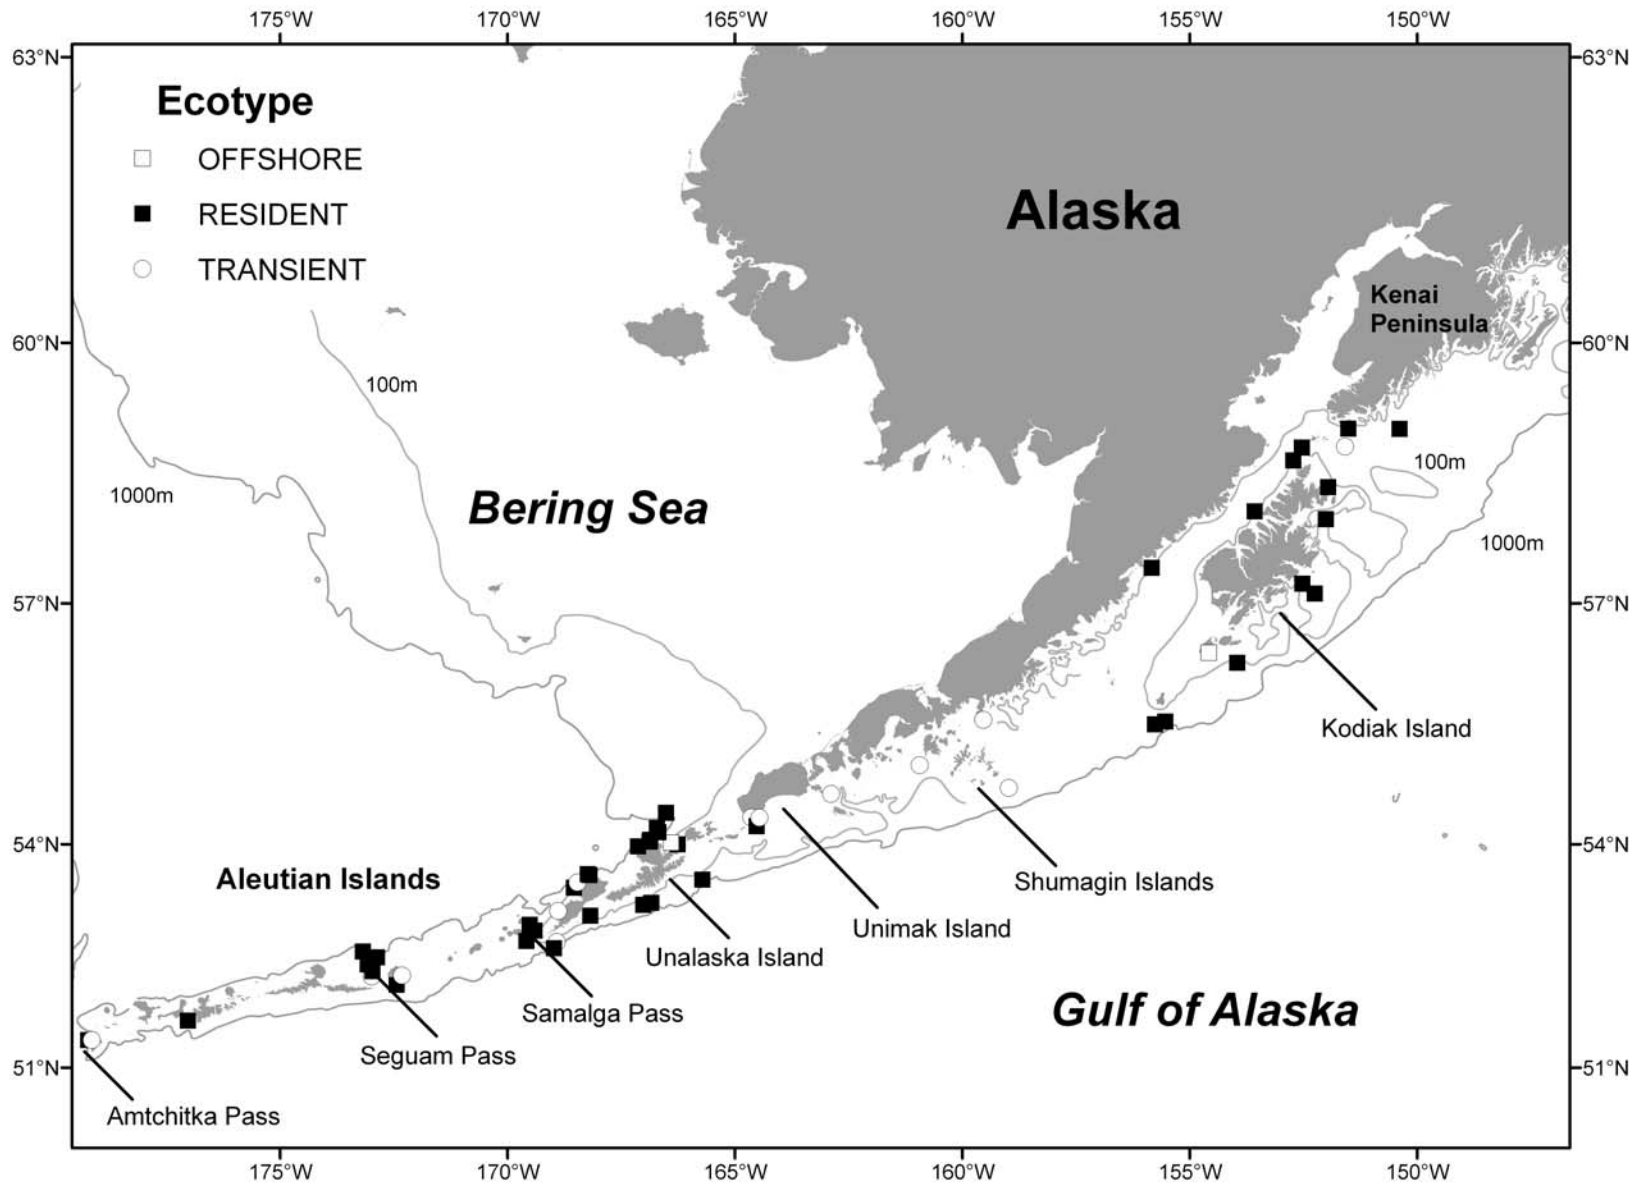 175°W 170°W 165°W 160°W 155°W 150°W
63°N 63°N
Ecotype
OFFSHORE
RESIDENT
TRANSIENT
Alaska
Kenai
Peninsula
60°N 60°N
100m
100m
1000m
Bering Sea
1000m
57°N 57°N
Kodiak Island
54°N 54°N
Aleutian Islands
Shumagin Islands
Unimak Island
Unalaska Island
Samalga Pass
Gulf of Alaska
Seguam Pass
51°N 51°N
Amtchitka Pass
175°W 170°W 165°W 160°W 155°W 150°W